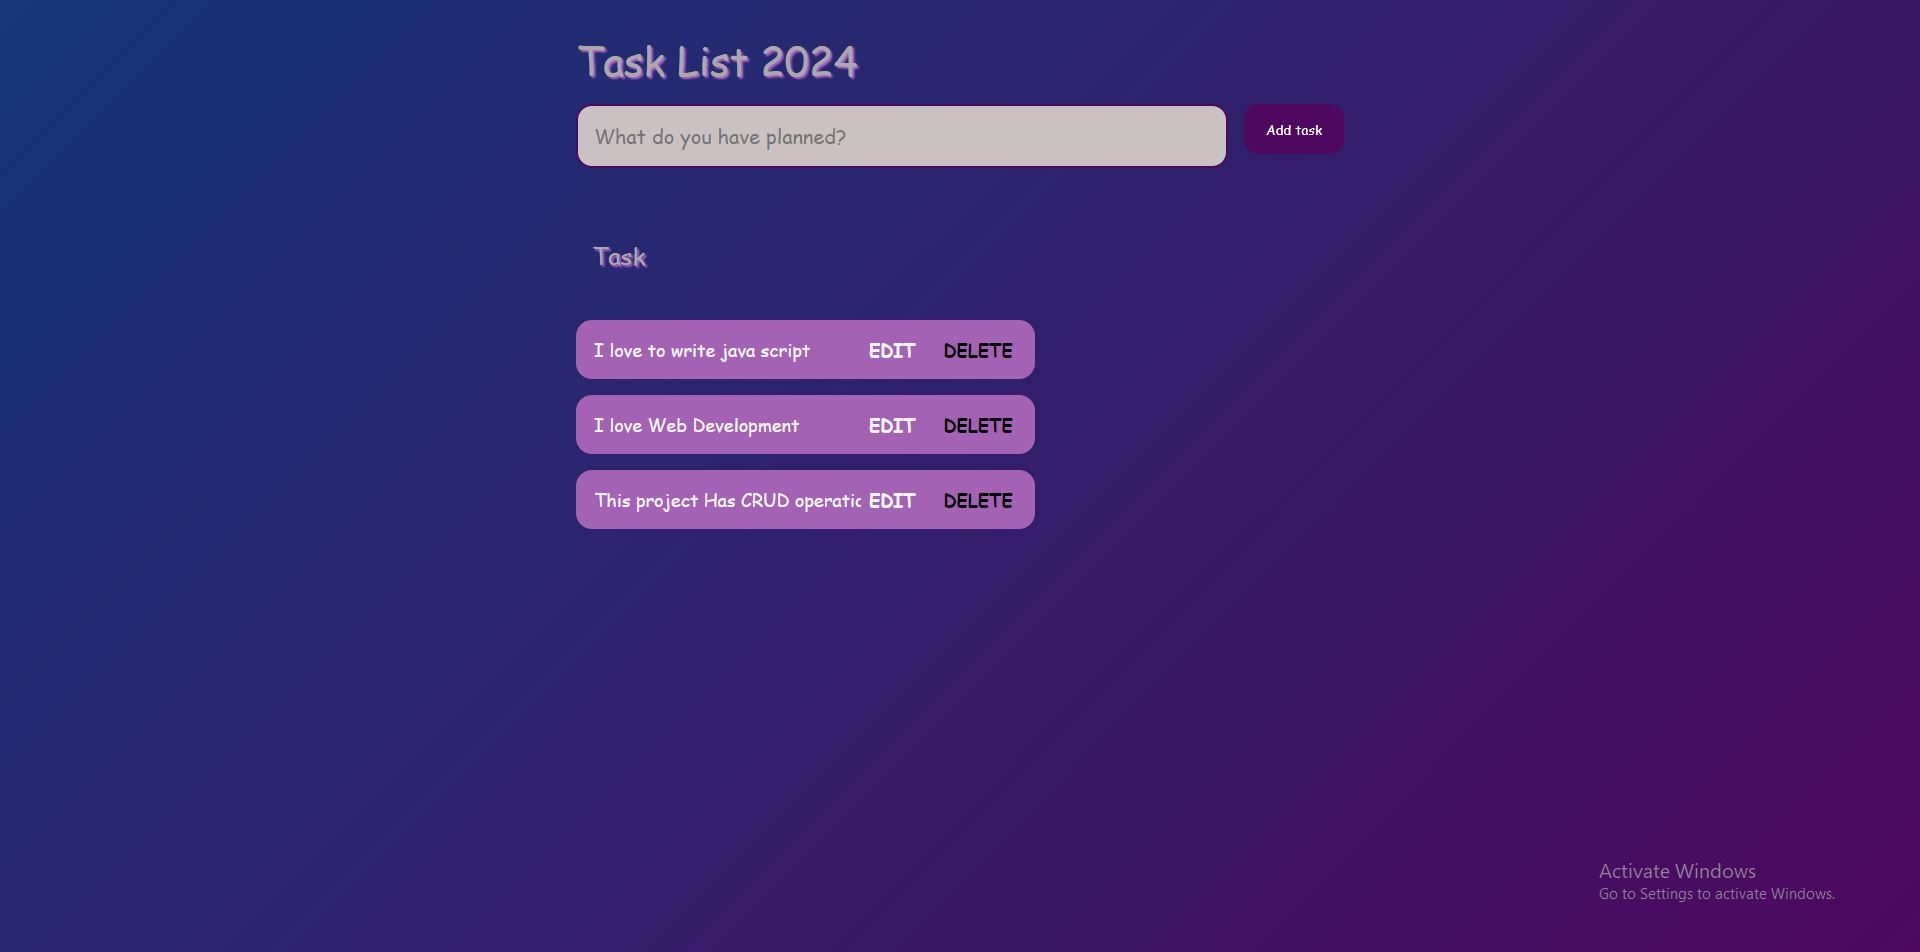 Task List 2024
What do you have planned?
Add task
Task
I love to write java script EDIT DELETE
I love Web Development EDIT DELETE
This project Has CRUD operatic EDIT DELETE
Activate Windows
Go to Settings to activate Windows.